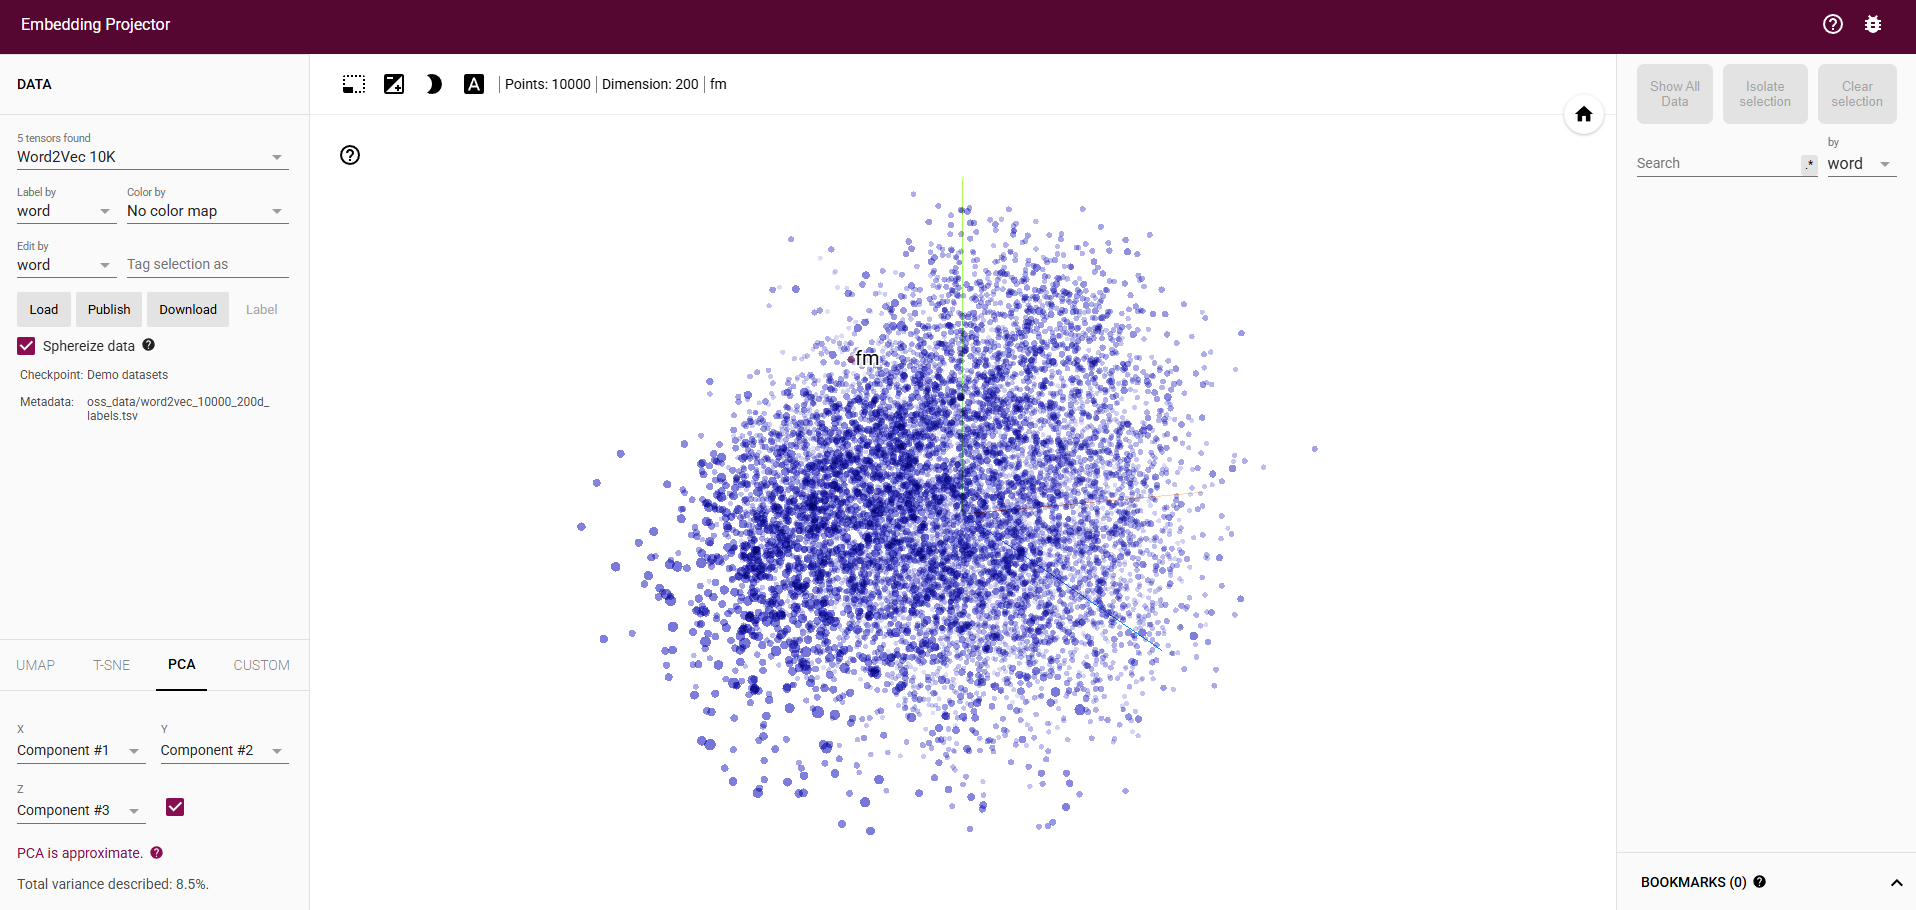 Embedding Projector
DATA
5 tensors found
Word2Vec 10K
Label by
Color by
word
No color map
Edit by
word
Tag selection as
Load
Publish
Download
Label
Sphereize data
Checkpoint: Demo datasets
Metadata: oss_data/word2vec_10000_200d_
labels.tsv
UMAP
T-SNE
PCA
CUSTOM
X
Y
Component #1
Component #2
Z
Component #3
PCA is approximate.
Total variance described: 8.5%.
A
Points: 10000 | Dimension: 200 | fm
fm
Show All
Data
Isolate
selection
Clear
selection
by
Search
.*
word
BOOKMARKS (0)